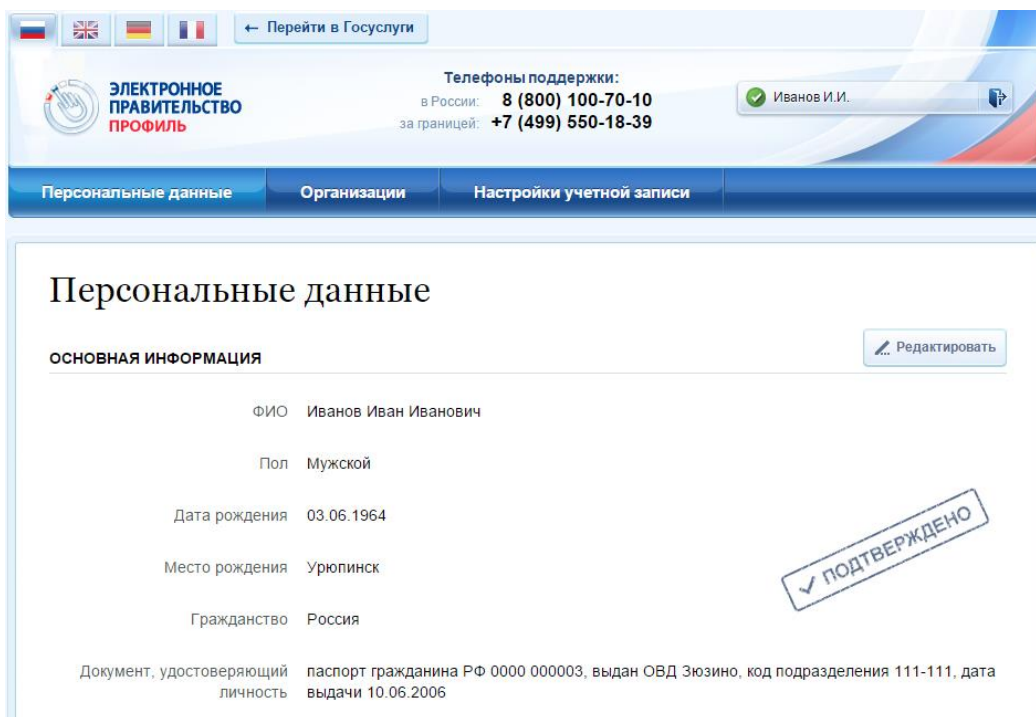 ← Перейти в Госуслуги
ЭЛЕКТРОННОЕ
ПРАВИТЕЛЬСТВО
ПРОФИЛЬ
Телефоны поддержки:
в России: 8 (800) 100-70-10
за границей: +7 (499) 550-18-39
Иванов И.И.
Персональные данные Организации Настройки учетной записи
Персональные данные
ОСНОВНАЯ ИНФОРМАЦИЯ
Редактировать
ФИО Иванов Иван Иванович
Пол Мужской
Дата рождения 03.06.1964
Место рождения Урюпинск
Гражданство Россия
ПОДТВЕРЖДЕНО
Документ, удостоверяющий паспорт гражданина РФ 0000 000003, выдан ОВД Зюзино, код подразделения 111-111, дата
личность выдачи 10.06.2006